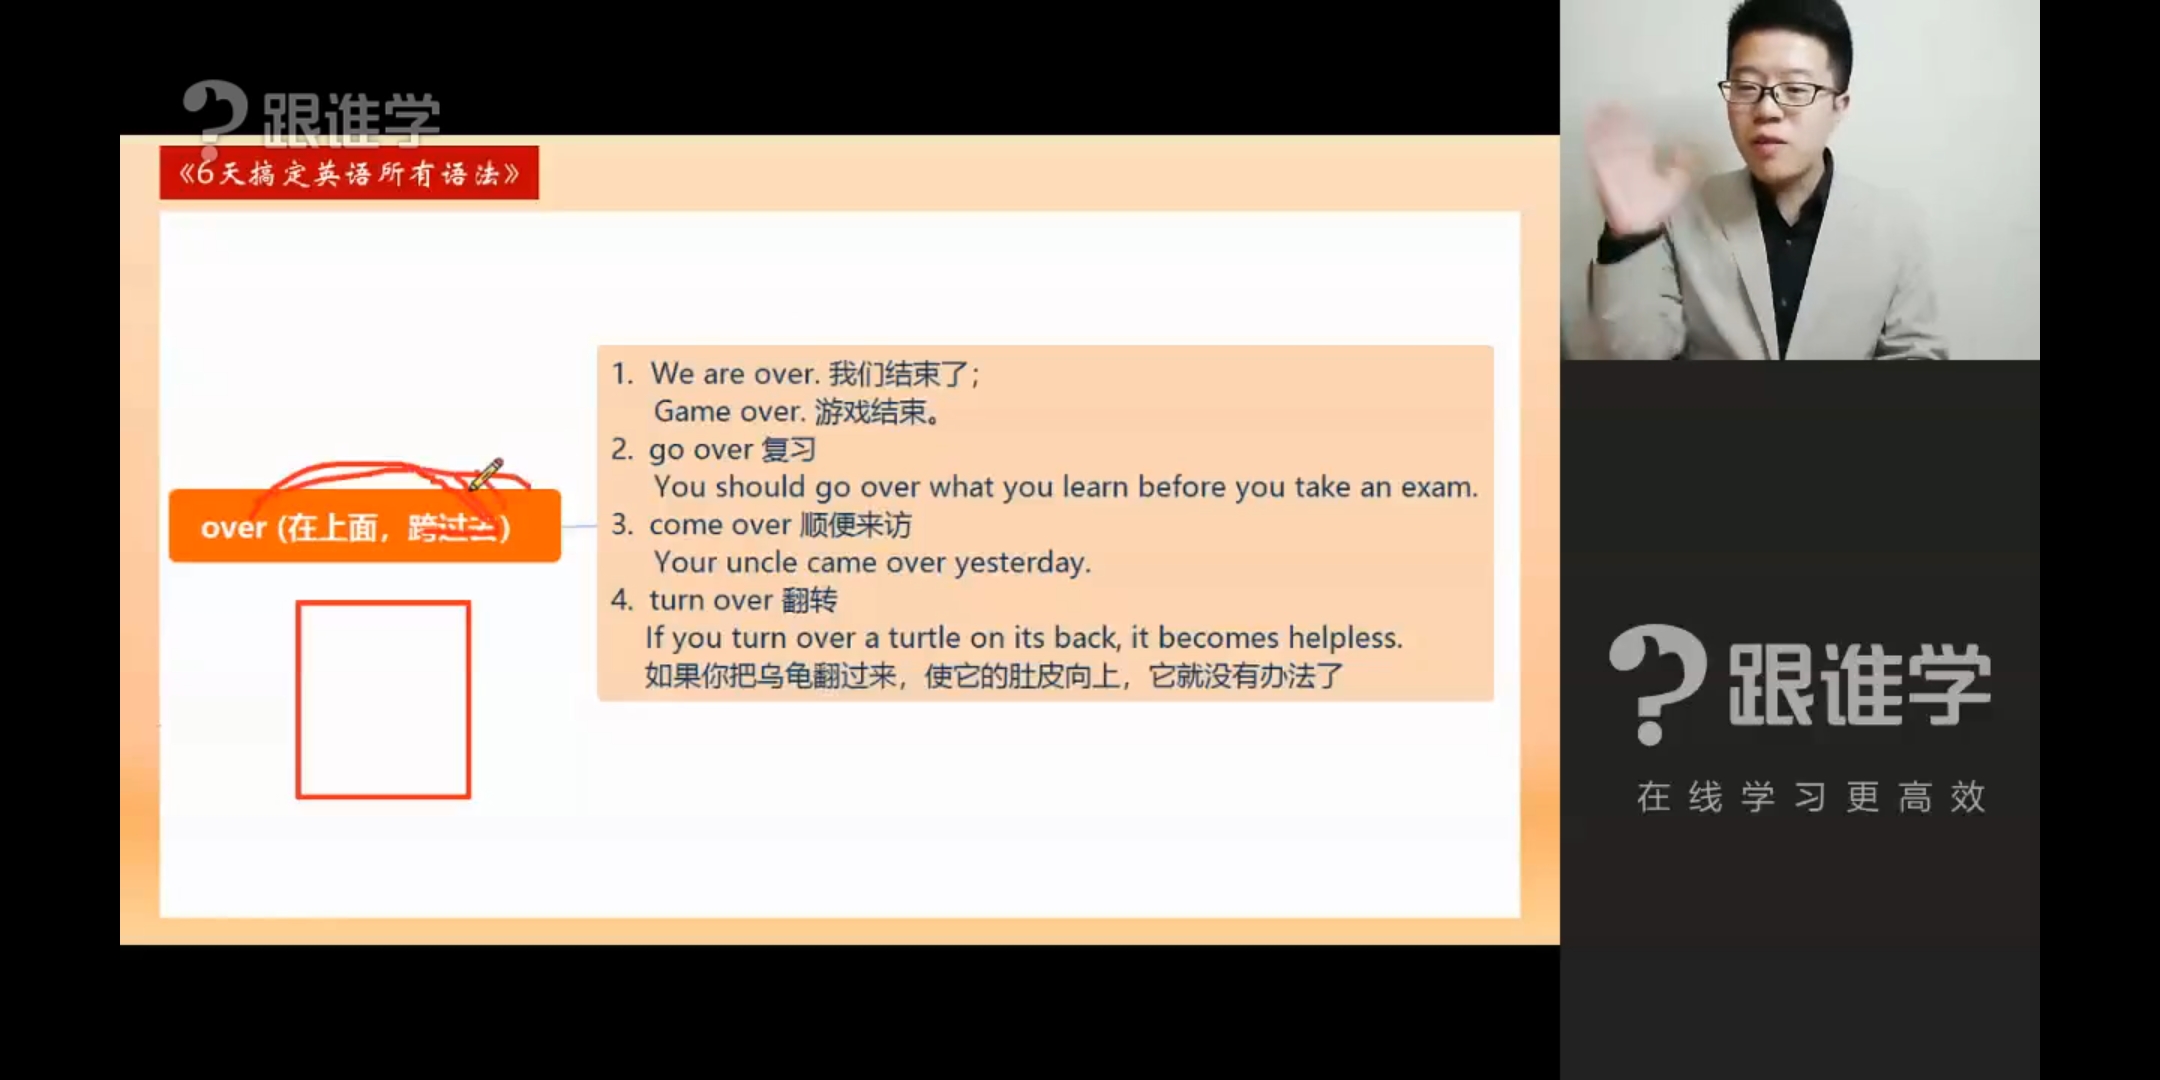 跟谁学
《6天搞定英语所有语法》
over (在上面，跨过去)
1. We are over. 我们结束了；
Game over. 游戏结束。
2. go over 复习
You should go over what you learn before you take an exam.
3. come over 顺便来访
Your uncle came over yesterday.
4. turn over 翻转
If you turn over a turtle on its back, it becomes helpless.
如果你把乌龟翻过来，使它的肚皮向上，它就没有办法了
跟谁学
在线学习更高效